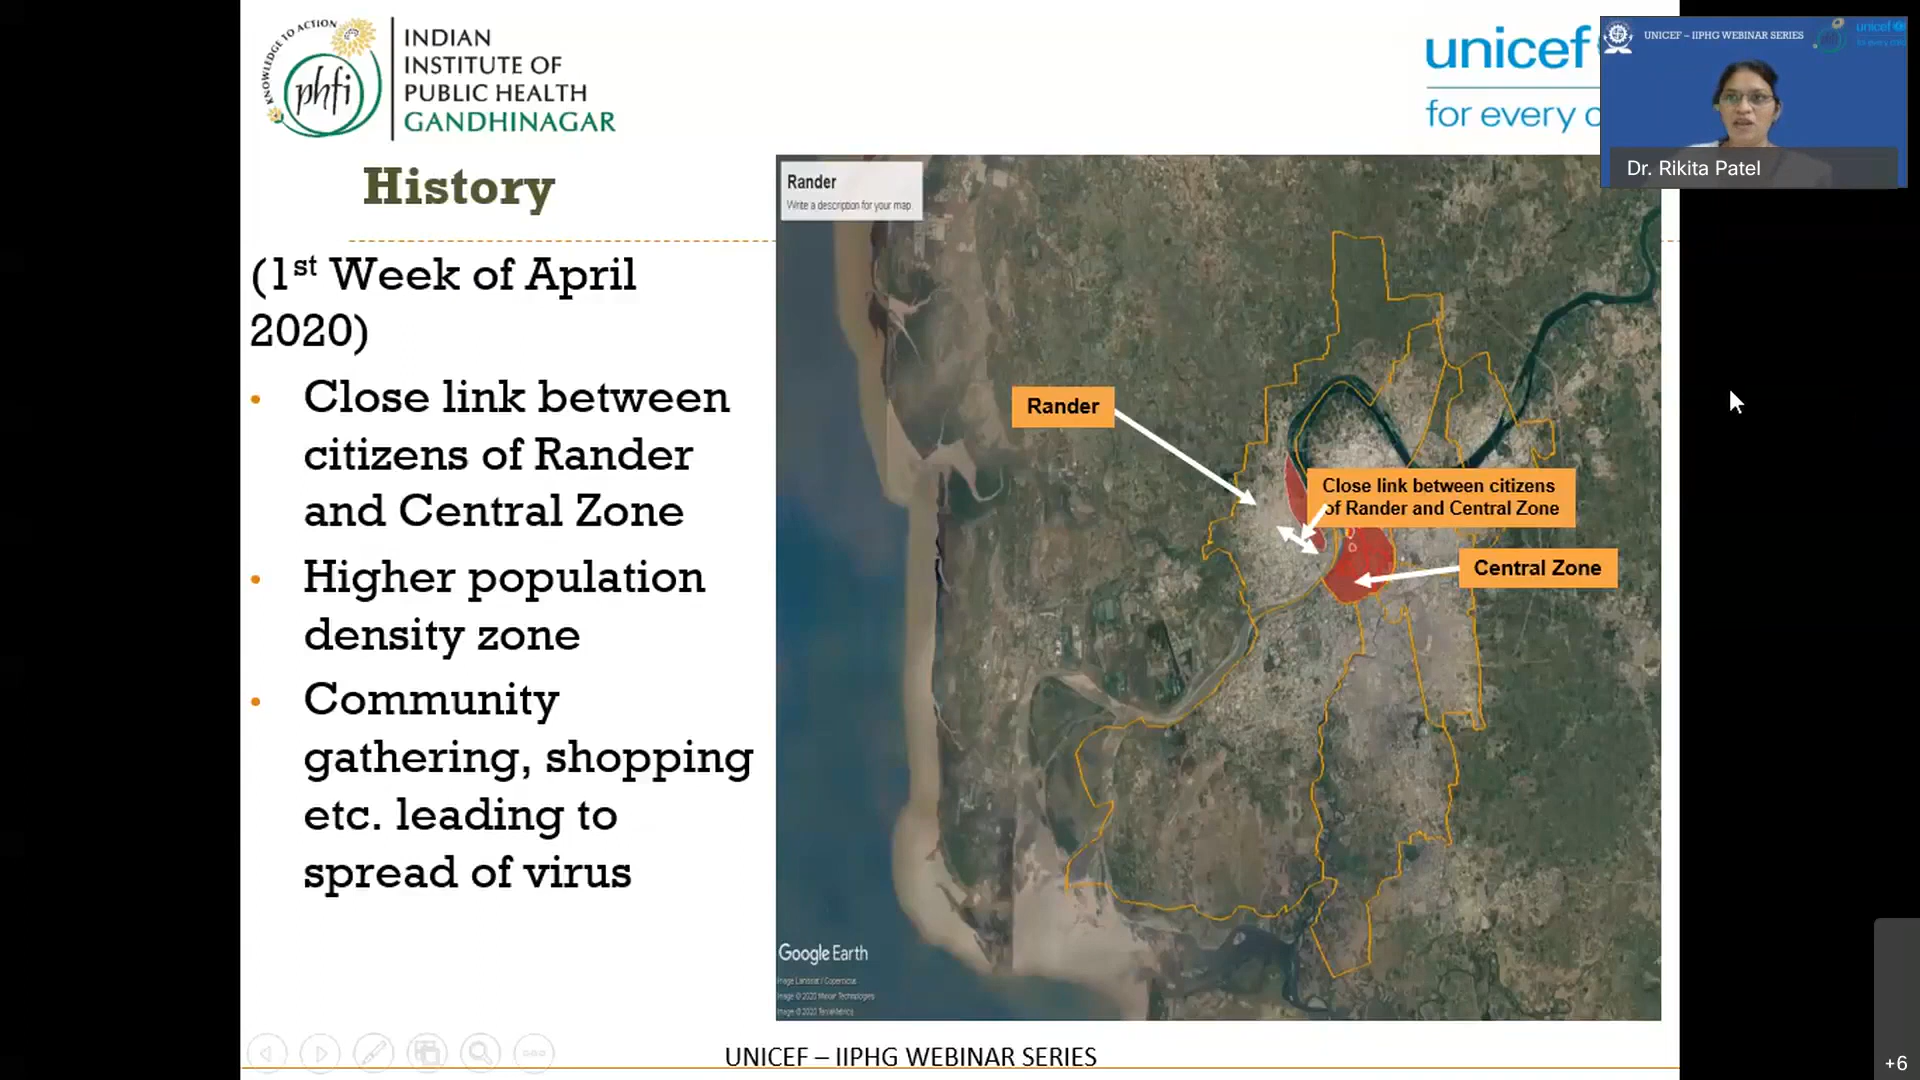 KNOWLEDGE TO ACTION
phfi
INDIAN
INSTITUTE OF
PUBLIC HEALTH
GANDHINAGAR
unicef
for every c
UNICEF – IIPHG WEBINAR SERIES
unicef
for every child
Dr. Rikita Patel
History
(1st Week of April
2020)
• Close link between
citizens of Rander
and Central Zone
• Higher population
density zone
• Community
gathering, shopping
etc. leading to
spread of virus
Rander
Write a description for your map
Rander
Close link between citizens
of Rander and Central Zone
Central Zone
Google Earth
Image Landsat / Copernicus
Image © 2020 Maxar Technologies
Image © 2020 TerraMetrics
UNICEF – IIPHG WEBINAR SERIES
+6